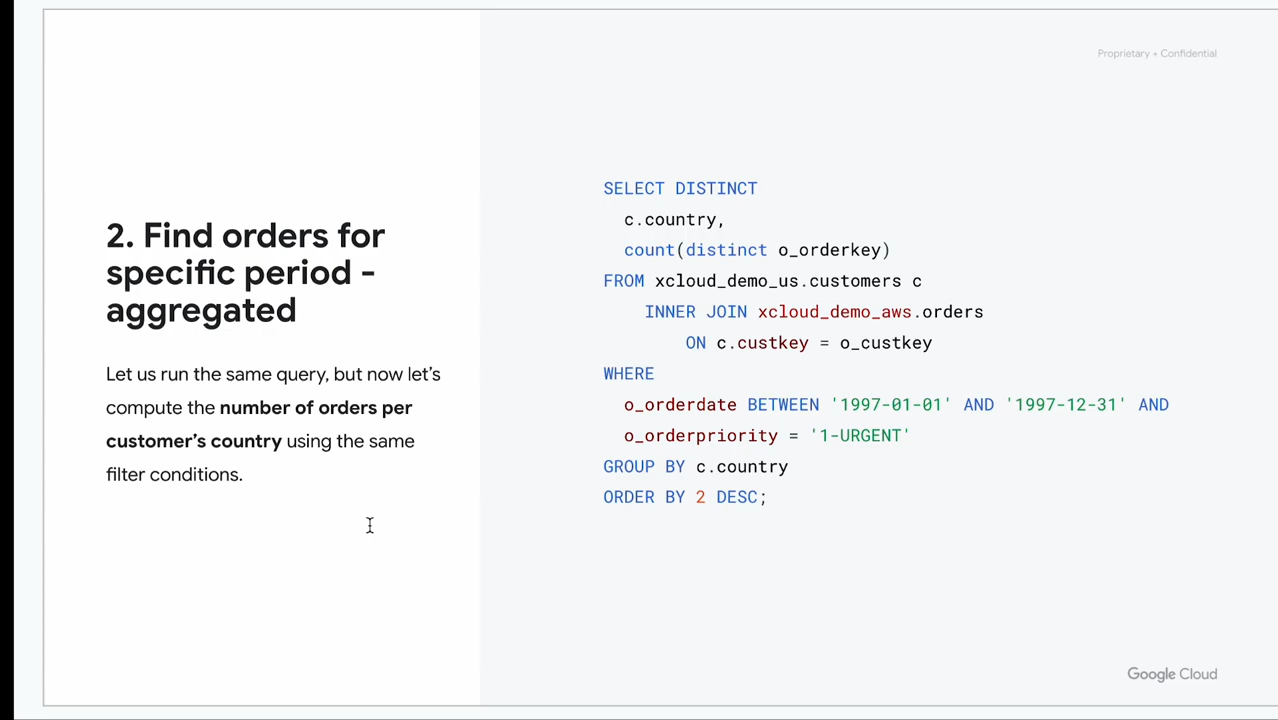 Proprietary + Confidential
2. Find orders for
specific period -
aggregated
Let us run the same query, but now let's
compute the number of orders per
customer's country using the same
filter conditions.
SELECT DISTINCT
  c.country,
  count(distinct o_orderkey)
FROM xcloud_demo_us.customers c
    INNER JOIN xcloud_demo_aws.orders
        ON c.custkey = o_custkey
WHERE
  o_orderdate BETWEEN '1997-01-01' AND '1997-12-31' AND
  o_orderpriority = '1-URGENT'
GROUP BY c.country
ORDER BY 2 DESC;
Google Cloud